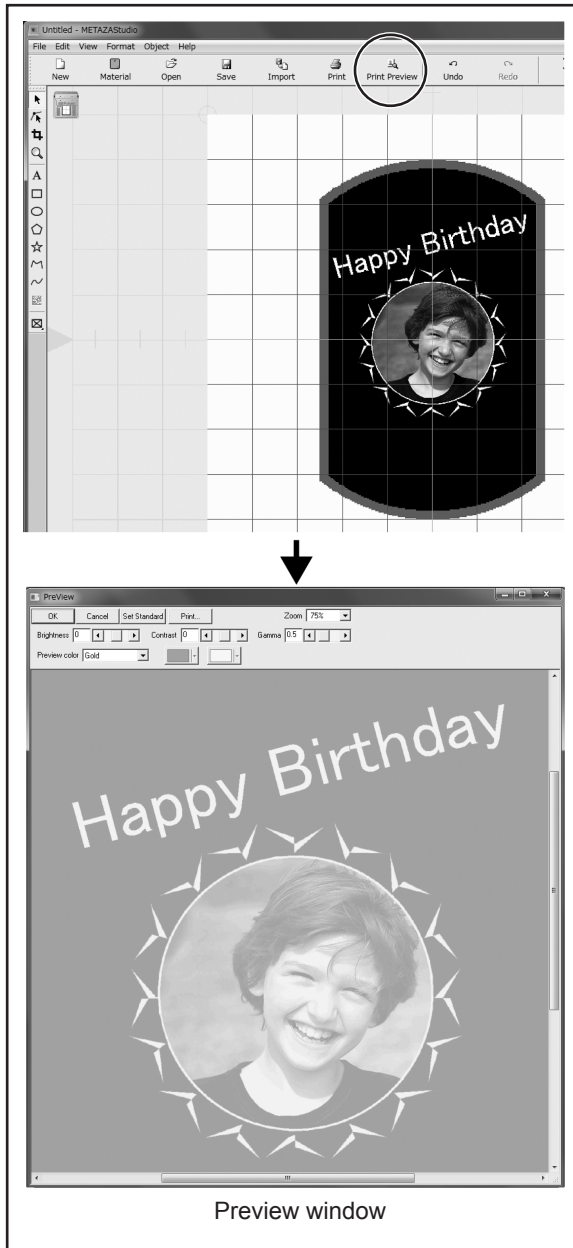 Untitled - METAZAStudio
File Edit View Format Object Help
New Material Open Save Import Print Print Preview Undo Redo
A
Happy Birthday
PreView
OK Cancel Set Standard Print... Zoom 75%
Brightness 0 Contrast 0 Gamma 0.5
Preview color Gold
Happy Birthday
Preview window